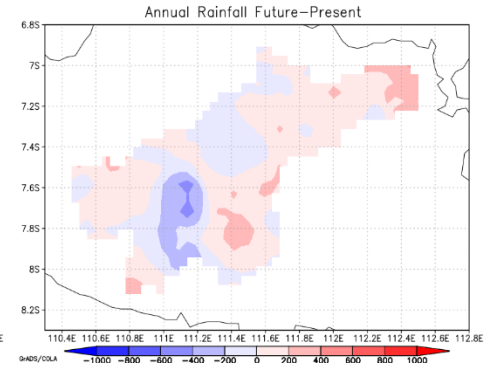 Annual Rainfall Future-Present
6.8S
7S
7.2S
7.4S
7.6S
7.8S
8S
8.2S
110.4E 110.6E 110.8E 111E 111.2E 111.4E 111.6E 111.8E 112E 112.2E 112.4E 112.6E 112.8E
E
GrADS/COLA
-1000 -800 -600 -400 -200 0 200 400 600 800 1000